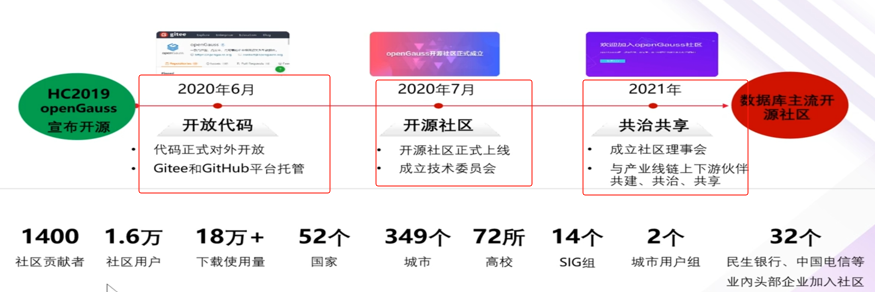 gitee
openGauss
openGauss开源社区正式成立
欢迎加入openGauss社区
HC2019
openGauss
宣布开源
2020年6月
开放代码
• 代码正式对外开放
• Gitee和GitHub平台托管
2020年7月
开源社区
• 开源社区正式上线
• 成立技术委员会
2021年
共治共享
• 成立社区理事会
• 与产业线链上下游伙伴
共建、共治、共享
数据库主流开
源社区
1400
社区贡献者
1.6万
社区用户
18万+
下载使用量
52个
国家
349个
城市
72所
高校
14个
SIG组
2个
城市用户组
32个
民生银行、中国电信等
业内头部企业加入社区